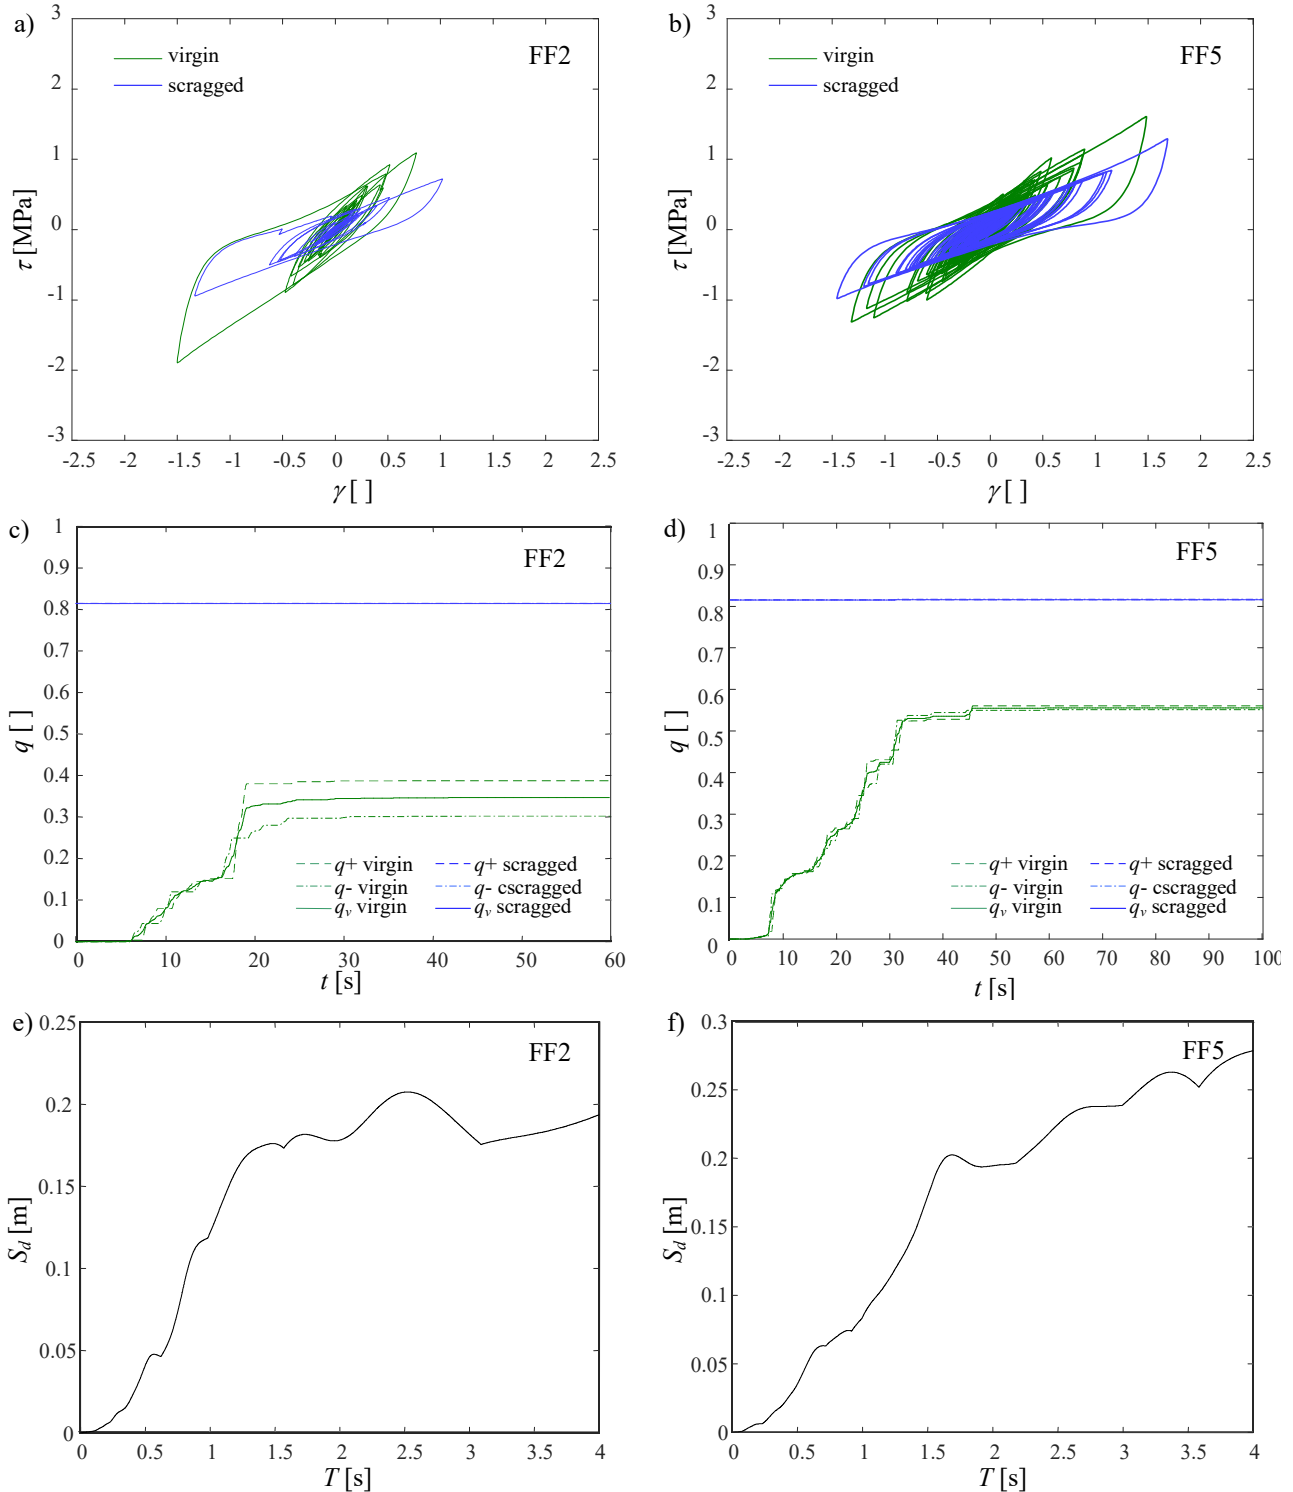 a)
FF2
virgin
scragged
3
2
1
0
-1
-2
-3
τ [MPa]
-2.5 -2 -1.5 -1 -0.5 0 0.5 1 1.5 2 2.5
γ [ ]
b)
FF5
virgin
scragged
3
2
1
0
-1
-2
-3
τ [MPa]
-2.5 -2 -1.5 -1 -0.5 0 0.5 1 1.5 2 2.5
γ [ ]
c)
FF2
1
0.9
0.8
0.7
0.6
0.5
0.4
0.3
0.2
0.1
0
q [ ]
q+ virgin q+ scragged
q- virgin q- cscragged
qv virgin qv scragged
0 10 20 30 40 50 60
t [s]
d)
FF5
1
0.9
0.8
0.7
0.6
0.5
0.4
0.3
0.2
0.1
0
q [ ]
q+ virgin q+ scragged
q- virgin q- cscragged
qv virgin qv scragged
0 10 20 30 40 50 60 70 80 90 100
t [s]
e)
FF2
0.25
0.2
0.15
0.1
0.05
0
Sd [m]
0 0.5 1 1.5 2 2.5 3 3.5 4
T [s]
f)
FF5
0.3
0.25
0.2
0.15
0.1
0.05
0
Sd [m]
0 0.5 1 1.5 2 2.5 3 3.5 4
T [s]